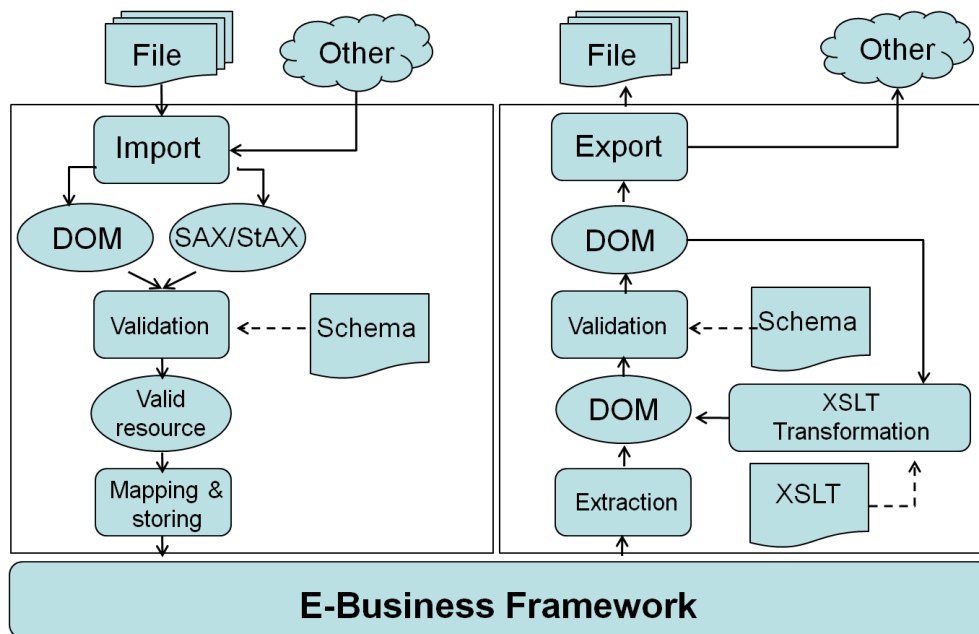 File
Other
Import
DOM
SAX/StAX
Validation
Schema
Valid
resource
Mapping &
storing
File
Other
Export
DOM
Validation
Schema
DOM
XSLT
Transformation
Extraction
XSLT
E-Business Framework